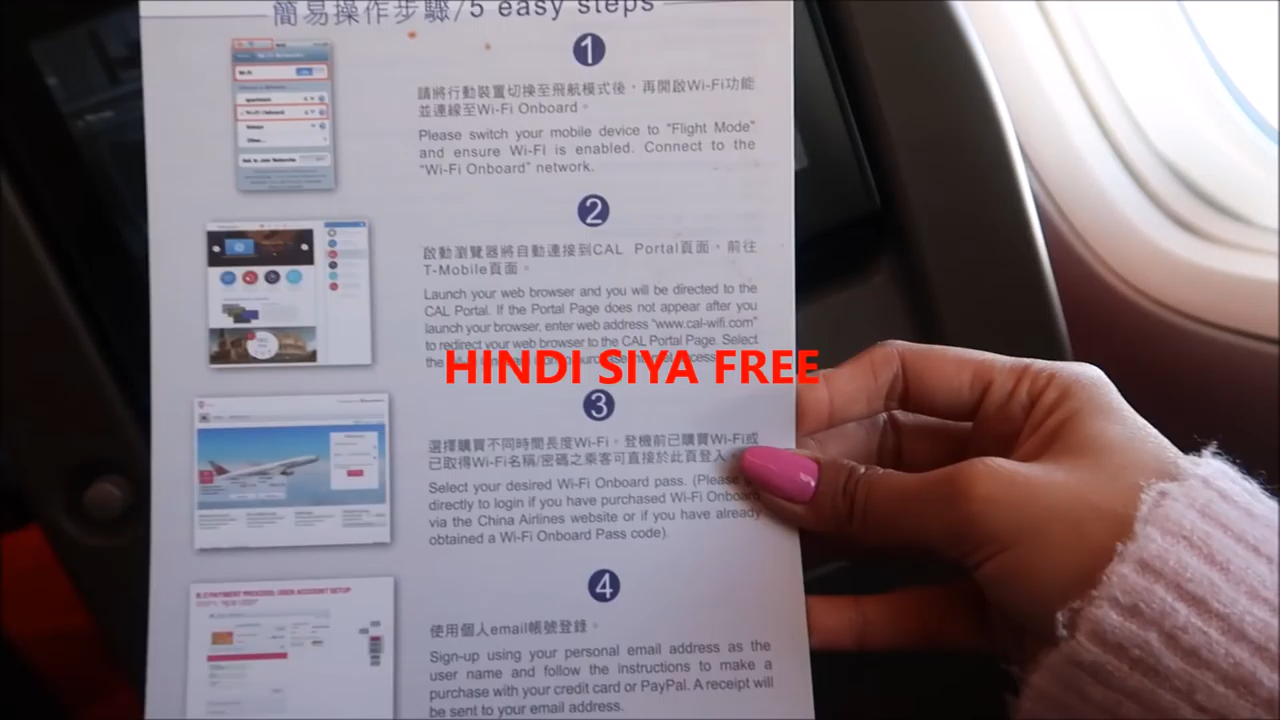 簡易操作步驟/5 easy steps
1
請將行動裝置切換至飛航模式後，再開啟Wi-Fi功能
並連線至Wi-Fi Onboard。
Please switch your mobile device to "Flight Mode"
and ensure Wi-Fi is enabled. Connect to the
"Wi-Fi Onboard" network.
2
啟動瀏覽器將自動連接到CAL Portal頁面，前往
T-Mobile頁面。
Launch your web browser and you will be directed to the
CAL Portal. If the Portal Page does not appear after you
launch your browser, enter web address "www.cal-wifi.com"
to redirect your web browser to the CAL Portal Page. Select
the
HINDI SIYA FREE
3
選擇購買不同時間長度Wi-Fi。登機前已購買Wi-Fi或
已取得Wi-Fi名稱/密碼之乘客可直接於此頁登入
Select your desired Wi-Fi Onboard pass. (Please
directly to login if you have purchased Wi-Fi Onboard
via the China Airlines website or if you have already
obtained a Wi-Fi Onboard Pass code).
4
使用個人email帳號登錄。
Sign-up using your personal email address as the
user name and follow the instructions to make a
purchase with your credit card or PayPal. A receipt will
be sent to your email address.